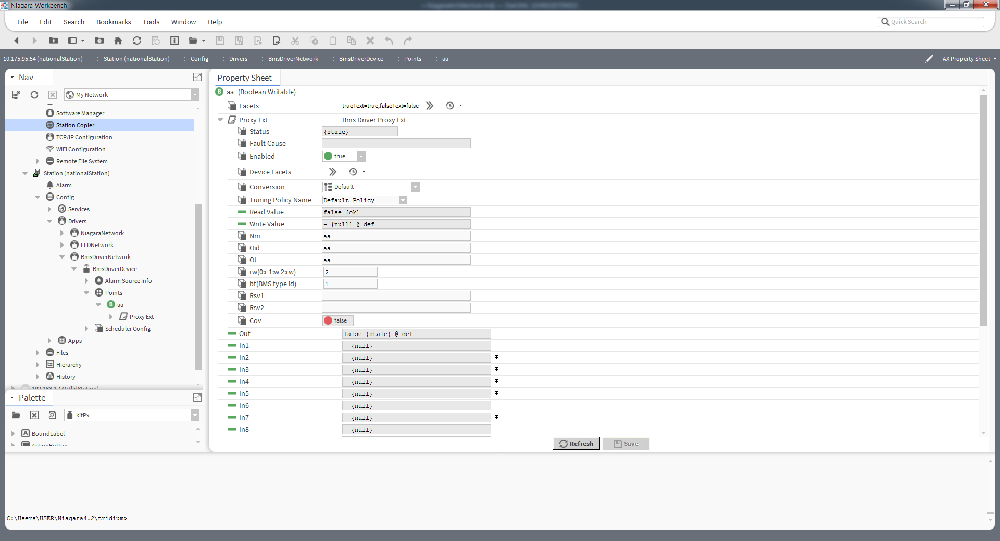 Niagara Workbench
File Edit Search Bookmarks Tools Window Help
Quick Search
10.175.95.54 (nationalStation) : Station (nationalStation) : Config : Drivers : BmsDriverNetwork : BmsDriverDevice : Points : aa
AX Property Sheet
Nav
My Network
Software Manager
Station Copier
TCP/IP Configuration
WiFi Configuration
Remote File System
Station (nationalStation)
Alarm
Config
Services
Drivers
NiagaraNetwork
LLDNetwork
BmsDriverNetwork
BmsDriverDevice
Alarm Source Info
Points
B aa
Proxy Ext
Scheduler Config
Apps
Files
Hierarchy
History
192.168.1.140 (lldStation)
Palette
kitPx
A BoundLabel
ActionButton
Property Sheet
B aa (Boolean Writable)
Facets trueText=true,falseText=false
Proxy Ext Bms Driver Proxy Ext
Status {stale}
Fault Cause
Enabled true
Device Facets
Conversion Default
Tuning Policy Name Default Policy
Read Value false {ok}
Write Value - {null} @ def
Nm aa
Oid aa
Ot aa
rw(0:r 1:w 2:rw) 2
bt(BMS type id) 1
Rsv1
Rsv2
Cov false
Out false {stale} @ def
In1 - {null}
In2 - {null}
In3 - {null}
In4 - {null}
In5 - {null}
In6 - {null}
In7 - {null}
In8 - {null}
Refresh Save
C:\Users\USER\Niagara4.2\tridium>